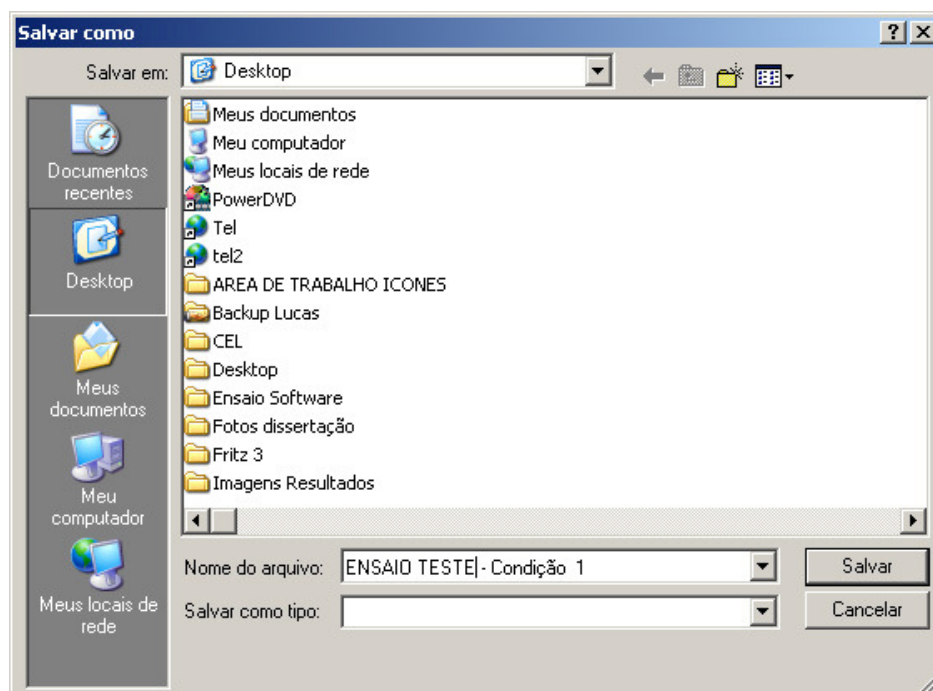 Salvar como
Salvar em: Desktop
Documentos
recentes
Desktop
Meus
documentos
Meu
computador
Meus locais de
rede
Meus documentos
Meu computador
Meus locais de rede
PowerDVD
Tel
tel2
AREA DE TRABALHO ICONES
Backup Lucas
CEL
Desktop
Ensaio Software
Fotos dissertação
Fritz 3
Imagens Resultados
Nome do arquivo: ENSAIO TESTE - Condição 1 Salvar
Salvar como tipo: Cancelar